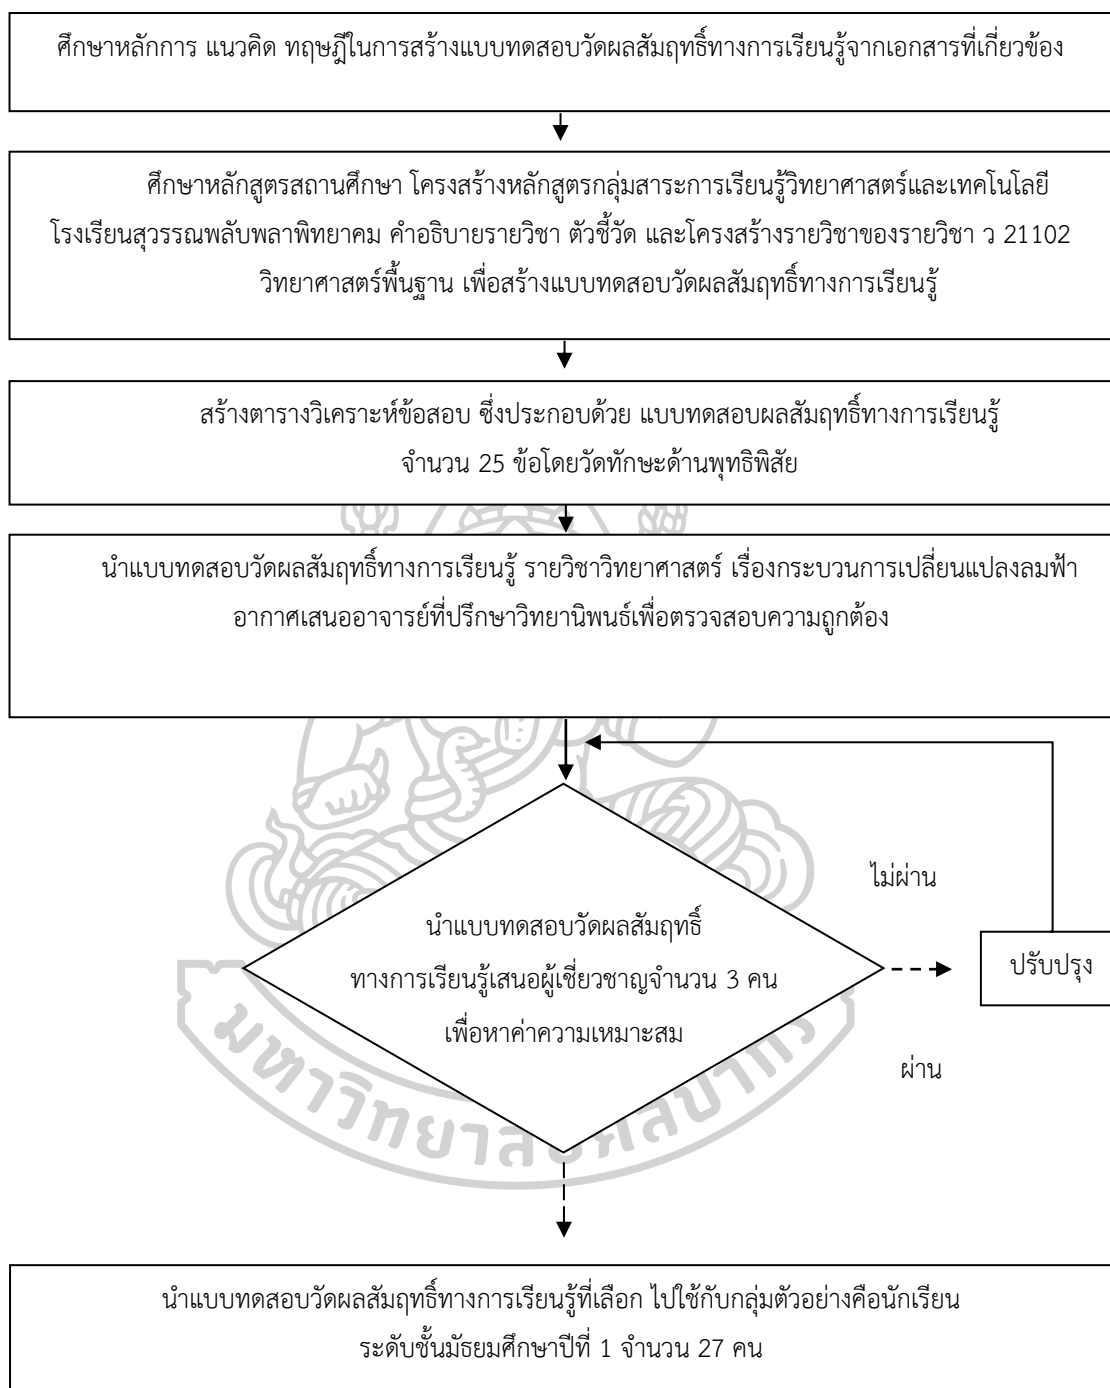 ศึกษาหลักการ แนวคิด ทฤษฎีในการสร้างแบบทดสอบวัดผลสัมฤทธิ์ทางการเรียนรู้จากเอกสารที่เกี่ยวข้อง
ศึกษาหลักสูตรสถานศึกษา โครงสร้างหลักสูตรกลุ่มสาระการเรียนรู้วิทยาศาสตร์และเทคโนโลยี
โรงเรียนสุวรรณพลับพลาพิทยาคม คำอธิบายรายวิชา ตัวชี้วัด และโครงสร้างรายวิชาของรายวิชา ว 21102
วิทยาศาสตร์พื้นฐาน เพื่อสร้างแบบทดสอบวัดผลสัมฤทธิ์ทางการเรียนรู้
สร้างตารางวิเคราะห์ข้อสอบ ซึ่งประกอบด้วย แบบทดสอบผลสัมฤทธิ์ทางการเรียนรู้
จำนวน 25 ข้อโดยวัดทักษะด้านพุทธิพิสัย
นำแบบทดสอบวัดผลสัมฤทธิ์ทางการเรียนรู้ รายวิชาวิทยาศาสตร์ เรื่องกระบวนการเปลี่ยนแปลงลมฟ้า
อากาศเสนออาจารย์ที่ปรึกษาวิทยานิพนธ์เพื่อตรวจสอบความถูกต้อง
ไม่ผ่าน
นำแบบทดสอบวัดผลสัมฤทธิ์
ทางการเรียนรู้เสนอผู้เชี่ยวชาญจำนวน 3 คน
เพื่อหาค่าความเหมาะสม
ปรับปรุง
ผ่าน
มหาวิทยาลัยศิลปากร
นำแบบทดสอบวัดผลสัมฤทธิ์ทางการเรียนรู้ที่เลือก ไปใช้กับกลุ่มตัวอย่างคือนักเรียน
ระดับชั้นมัธยมศึกษาปีที่ 1 จำนวน 27 คน